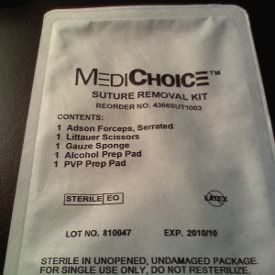 MEDICHOICE™
SUTURE REMOVAL KIT
REORDER NO. 4366SUT1003
CONTENTS:
1 Adson Forceps, Serrated
1 Littauer Scissors
1 Gauze Sponge
1 Alcohol Prep Pad
1 PVP Prep Pad
STERILE EO
LATEX
LOT NO. 810047 EXP. 2010/10
STERILE IN UNOPENED, UNDAMAGED PACKAGE.
FOR SINGLE USE ONLY, DO NOT RESTERILIZE.